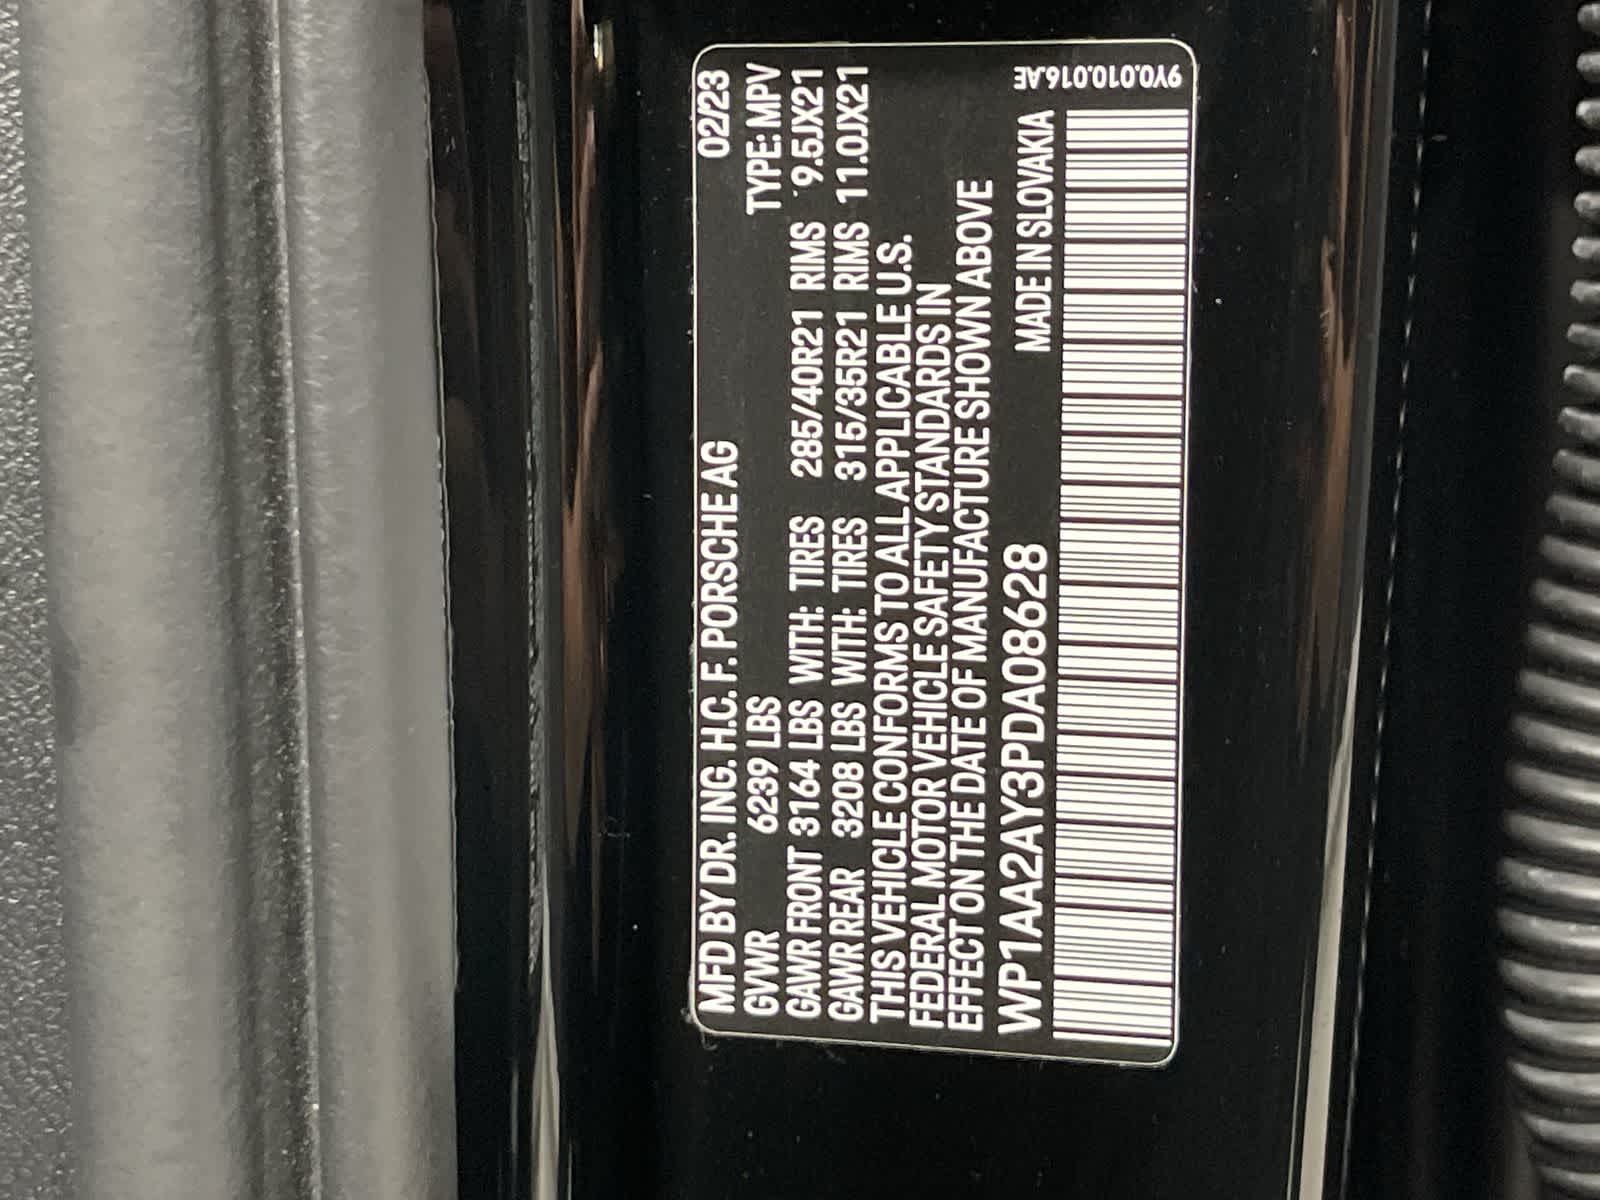 MFD BY DR. ING. H.C. F. PORSCHE AG 02/23
GVWR 6239 LBS TYPE: MPV
GAWR FRONT 3164 LBS WITH: TIRES 285/40R21 RIMS 9.5JX21
GAWR REAR 3208 LBS WITH: TIRES 315/35R21 RIMS 11.0JX21
THIS VEHICLE CONFORMS TO ALL APPLICABLE U.S.
FEDERAL MOTOR VEHICLE SAFETY STANDARDS IN
EFFECT ON THE DATE OF MANUFACTURE SHOWN ABOVE
WP1AA2AY3PDA08628 MADE IN SLOVAKIA
9Y0.010.016.AE